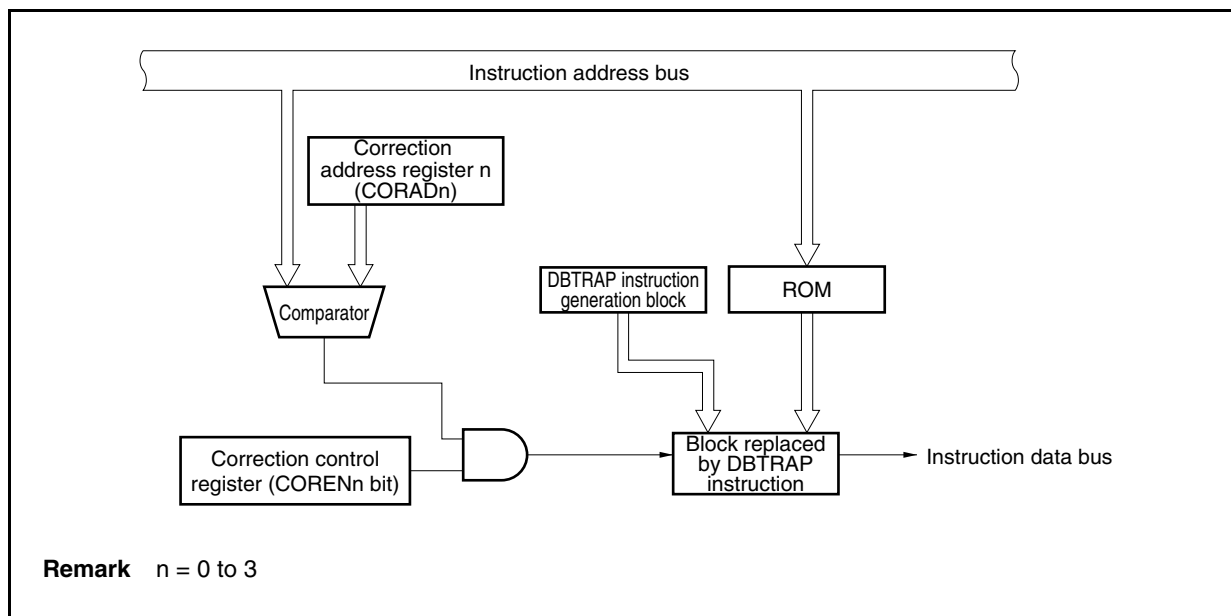 Instruction address bus
Correction
address register n
(CORADn)
Comparator
DBTRAP instruction
generation block
ROM
Correction control
register (CORENn bit)
Block replaced
by DBTRAP
instruction
Instruction data bus
Remark n = 0 to 3